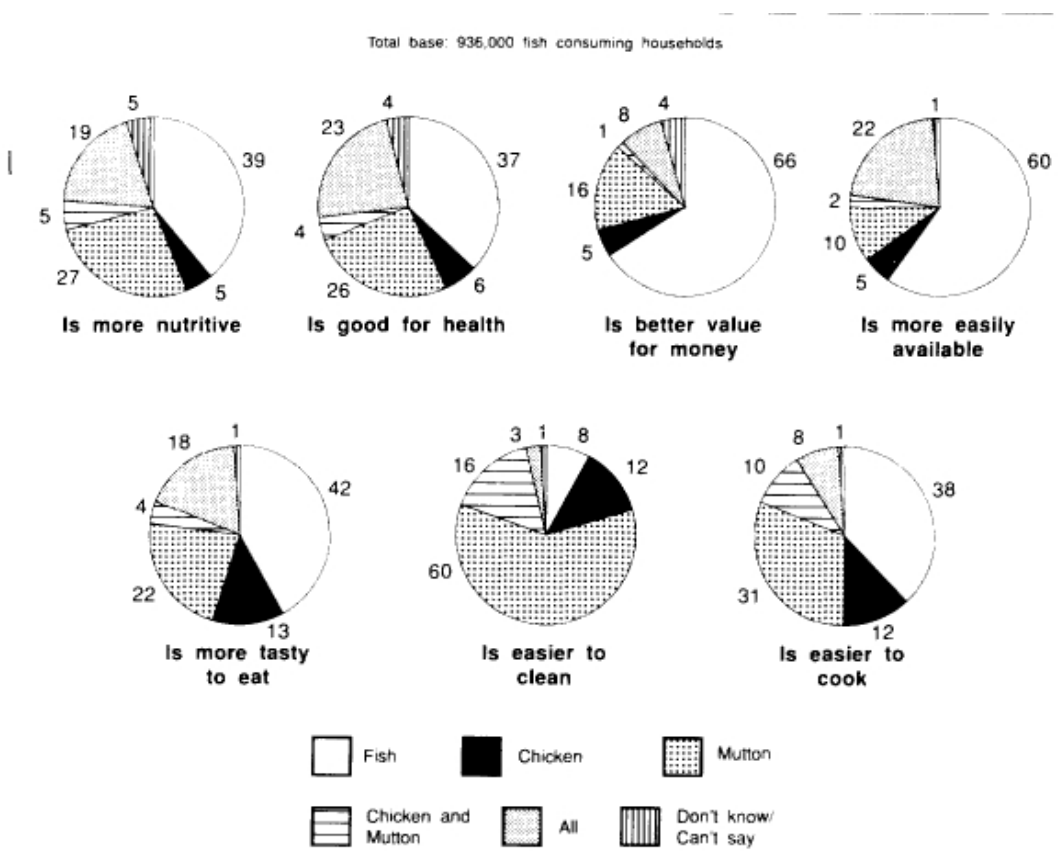 Total base: 936,000 fish consuming households
5
19
39
5
27
5
Is more nutritive
4
23
37
4
26
6
Is good for health
4
8
1
66
16
5
Is better value
for money
1
22
60
2
10
5
Is more easily
available
1
18
42
4
22
13
Is more tasty
to eat
3
1
8
16
12
60
Is easier to
clean
1
8
10
38
31
12
Is easier to
cook
Fish
Chicken
Mutton
Chicken and
Mutton
All
Don't know/
Can't say